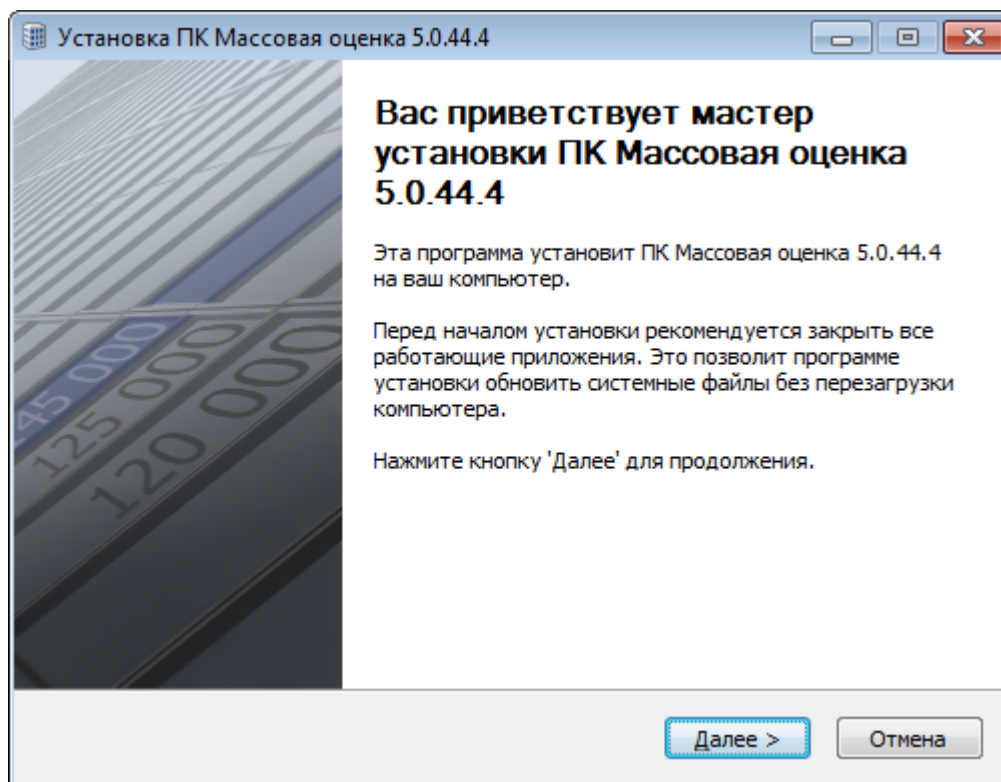 Установка ПК Массовая оценка 5.0.44.4
Вас приветствует мастер
установки ПК Массовая оценка
5.0.44.4
Эта программа установит ПК Массовая оценка 5.0.44.4
на ваш компьютер.
Перед началом установки рекомендуется закрыть все
работающие приложения. Это позволит программе
установки обновить системные файлы без перезагрузки
компьютера.
Нажмите кнопку 'Далее' для продолжения.
145 000
125 000
120 000
Далее >
Отмена